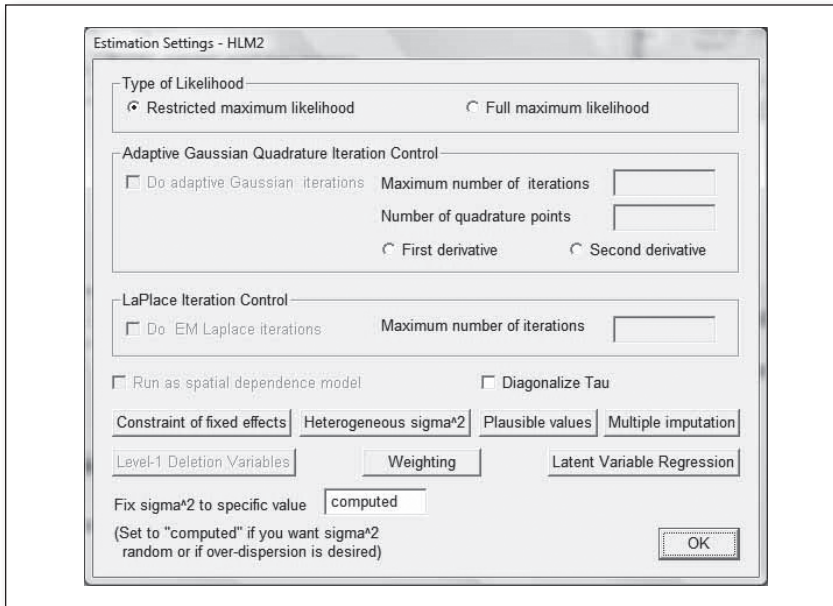 Estimation Settings - HLM2
Type of Likelihood
Restricted maximum likelihood
Full maximum likelihood
Adaptive Gaussian Quadrature Iteration Control
Do adaptive Gaussian iterations
Maximum number of iterations
Number of quadrature points
First derivative
Second derivative
LaPlace Iteration Control
Do EM Laplace iterations
Maximum number of iterations
Run as spatial dependence model
Diagonalize Tau
Constraint of fixed effects
Heterogeneous sigma^2
Plausible values
Multiple imputation
Level-1 Deletion Variables
Weighting
Latent Variable Regression
Fix sigma^2 to specific value
computed
(Set to "computed" if you want sigma^2
random or if over-dispersion is desired)
OK